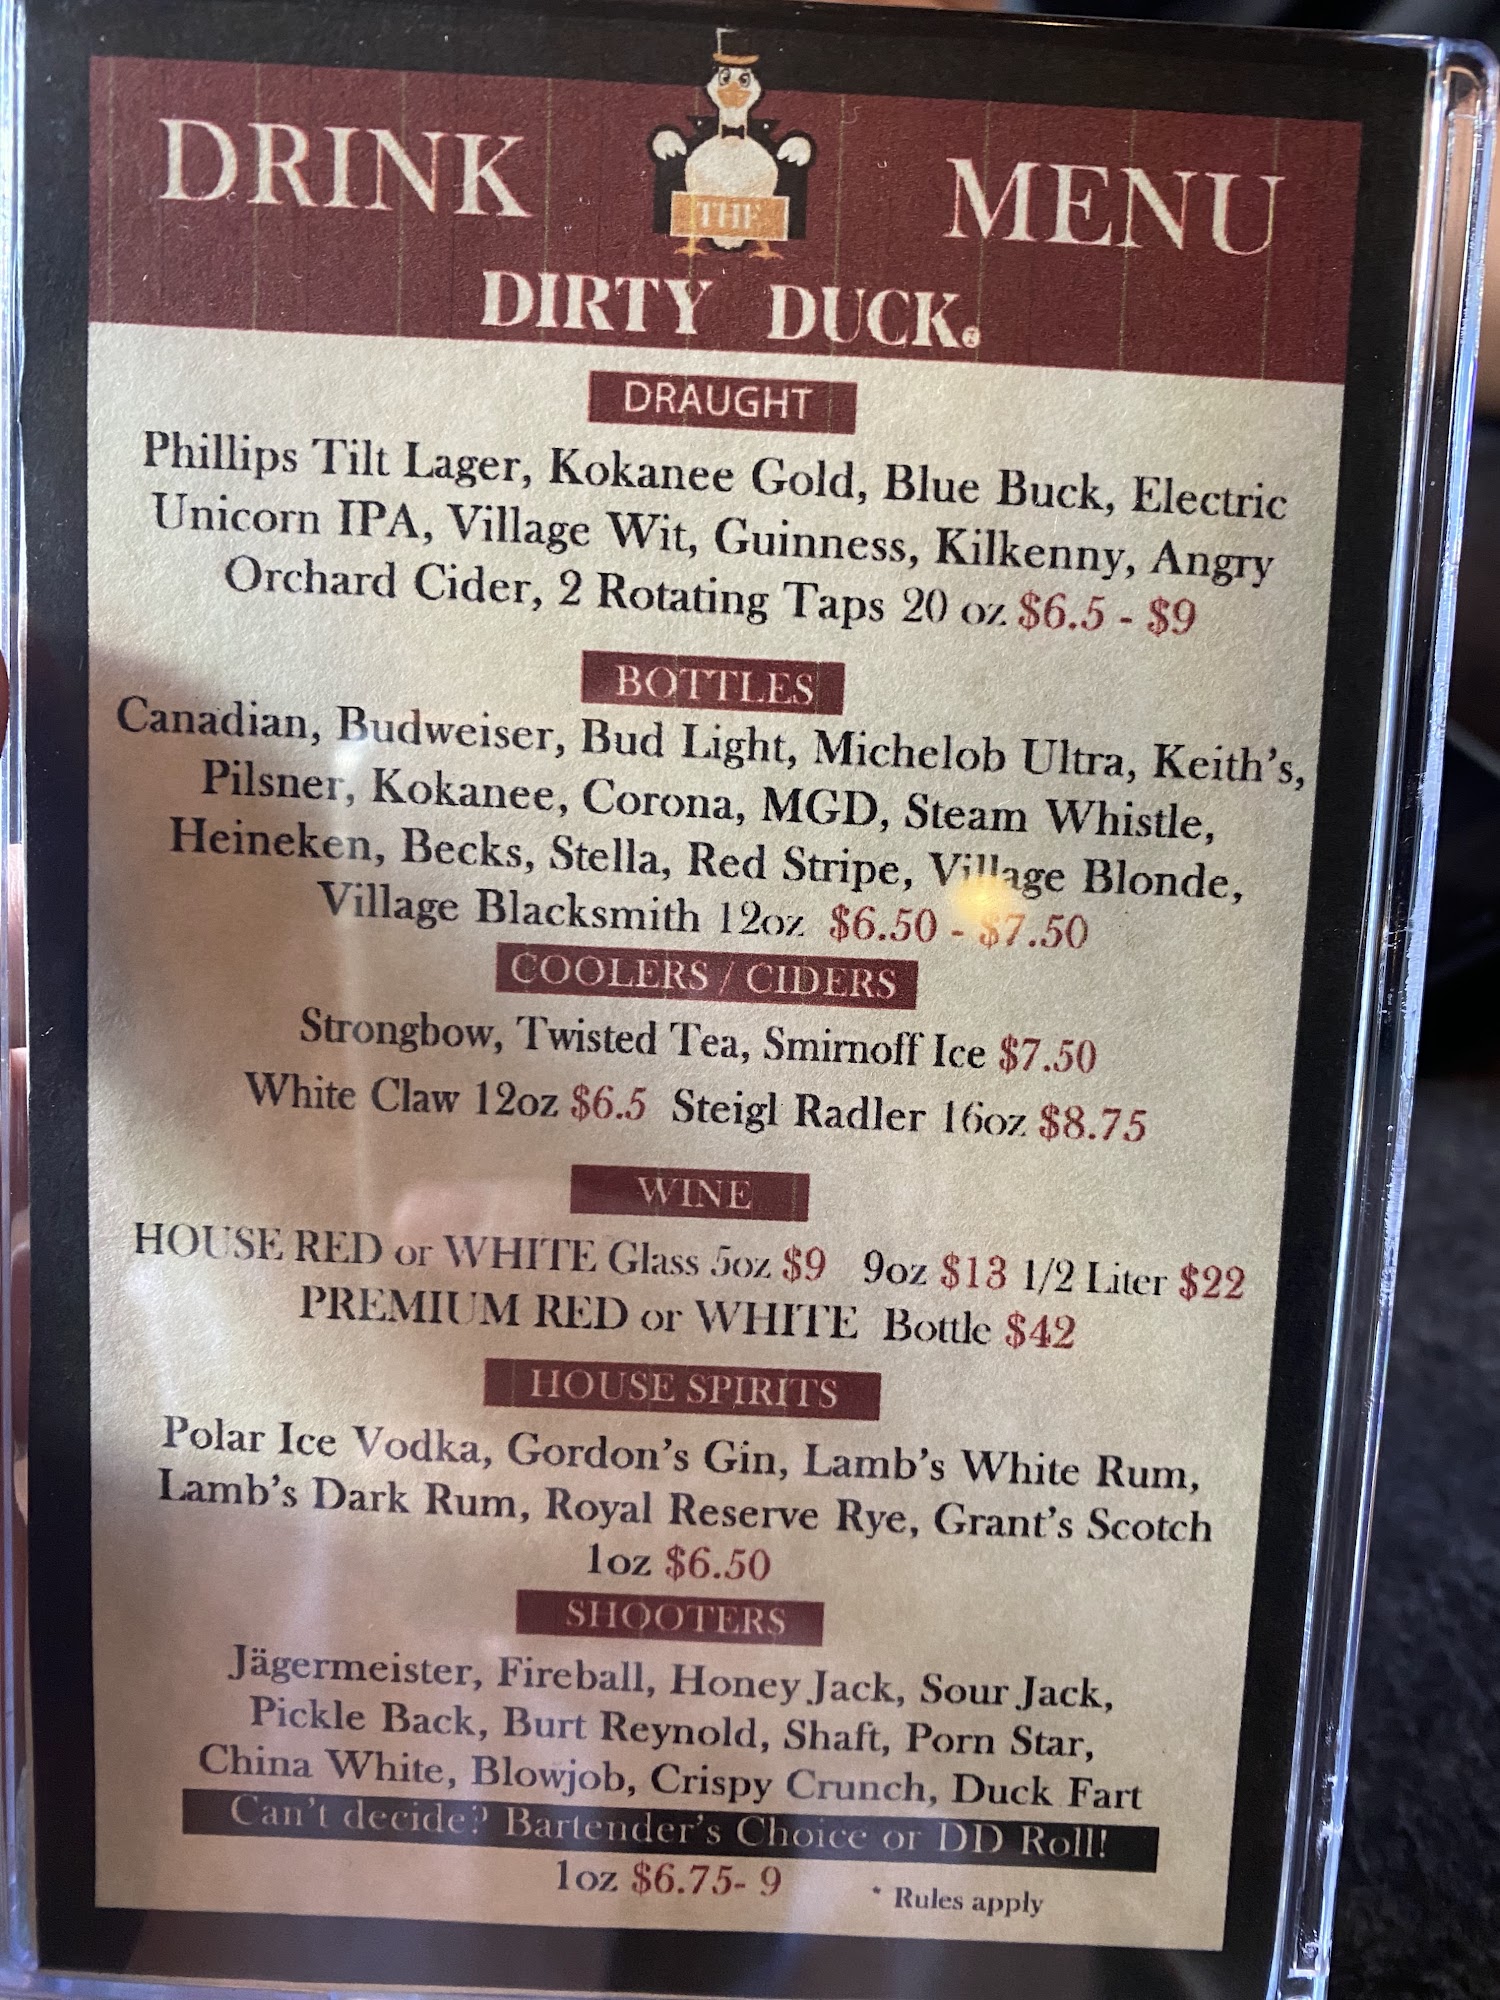 DRINK MENU
THE
DIRTY DUCK
DRAUGHT
Phillips Tilt Lager, Kokanee Gold, Blue Buck, Electric
Unicorn IPA, Village Wit, Guinness, Kilkenny, Angry
Orchard Cider, 2 Rotating Taps 20 oz $6.5 - $9
BOTTLES
Canadian, Budweiser, Bud Light, Michelob Ultra, Keith's,
Pilsner, Kokanee, Corona, MGD, Steam Whistle,
Heineken, Becks, Stella, Red Stripe, Village Blonde,
Village Blacksmith 12oz $6.50 - $7.50
COOLERS / CIDERS
Strongbow, Twisted Tea, Smirnoff Ice $7.50
White Claw 12oz $6.5 Steigl Radler 16oz $8.75
WINE
HOUSE RED or WHITE Glass 5oz $9 9oz $13 1/2 Liter $22
PREMIUM RED or WHITE Bottle $42
HOUSE SPIRITS
Polar Ice Vodka, Gordon's Gin, Lamb's White Rum,
Lamb's Dark Rum, Royal Reserve Rye, Grant's Scotch
1oz $6.50
SHOOTERS
Jägermeister, Fireball, Honey Jack, Sour Jack,
Pickle Back, Burt Reynold, Shaft, Porn Star,
China White, Blowjob, Crispy Crunch, Duck Fart
Can't decide? Bartender's Choice or DD Roll!
1oz $6.75- 9 * Rules apply